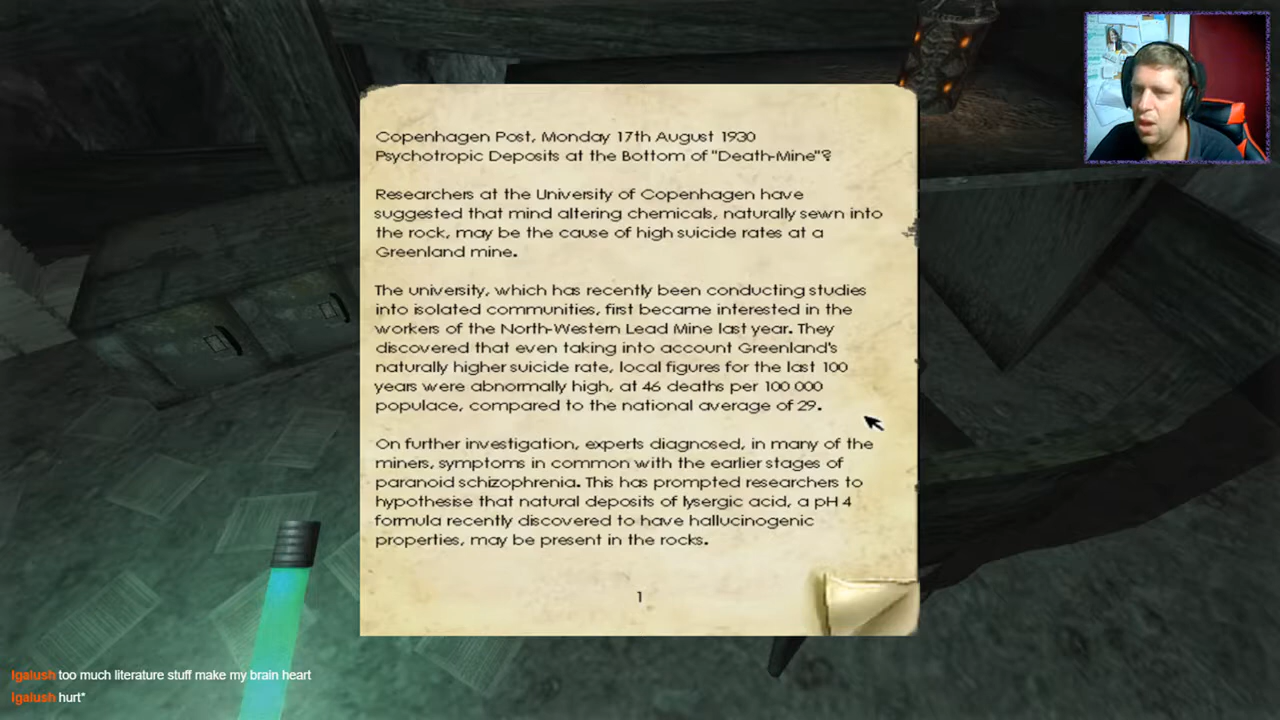 Copenhagen Post, Monday 17th August 1930
Psychotropic Deposits at the Bottom of "Death-Mine"?
Researchers at the University of Copenhagen have
suggested that mind altering chemicals, naturally sewn into
the rock, may be the cause of high suicide rates at a
Greenland mine.
The university, which has recently been conducting studies
into isolated communities, first became interested in the
workers of the North-Western Lead Mine last year. They
discovered that even taking into account Greenland's
naturally higher suicide rate, local figures for the last 100
years were abnormally high, at 46 deaths per 100 000
populace, compared to the national average of 29.
On further investigation, experts diagnosed, in many of the
miners, symptoms in common with the earlier stages of
paranoid schizophrenia. This has prompted researchers to
hypothesise that natural deposits of lysergic acid, a pH 4
formula recently discovered to have hallucinogenic
properties, may be present in the rocks.
1
Igalush too much literature stuff make my brain heart
Igalush hurt*